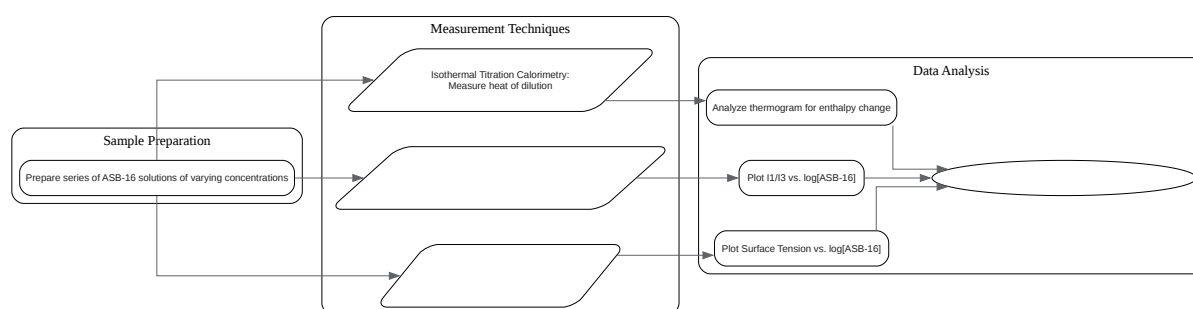 Measurement Techniques
Isothermal Titration Calorimetry:
Measure heat of dilution
Data Analysis
Analyze thermogram for enthalpy change
Sample Preparation
Prepare series of ASB-16 solutions of varying concentrations
Plot I1/I3 vs. log[ASB-16]
Plot Surface Tension vs. log[ASB-16]